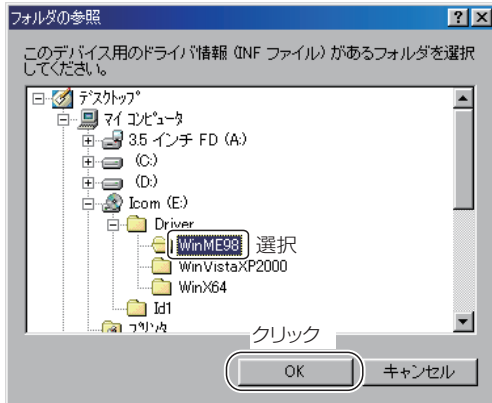 フォルダの参照
このデバイス用のドライバ情報 (INF ファイル) があるフォルダを選択
してください。
デスクトップ
マイ コンピュータ
3.5 インチ FD (A:)
(C:)
(D:)
Icom (E:)
Driver
WinME98 選択
WinVistaXP2000
WinX64
Id1
プリンタ
クリック
OK キャンセル